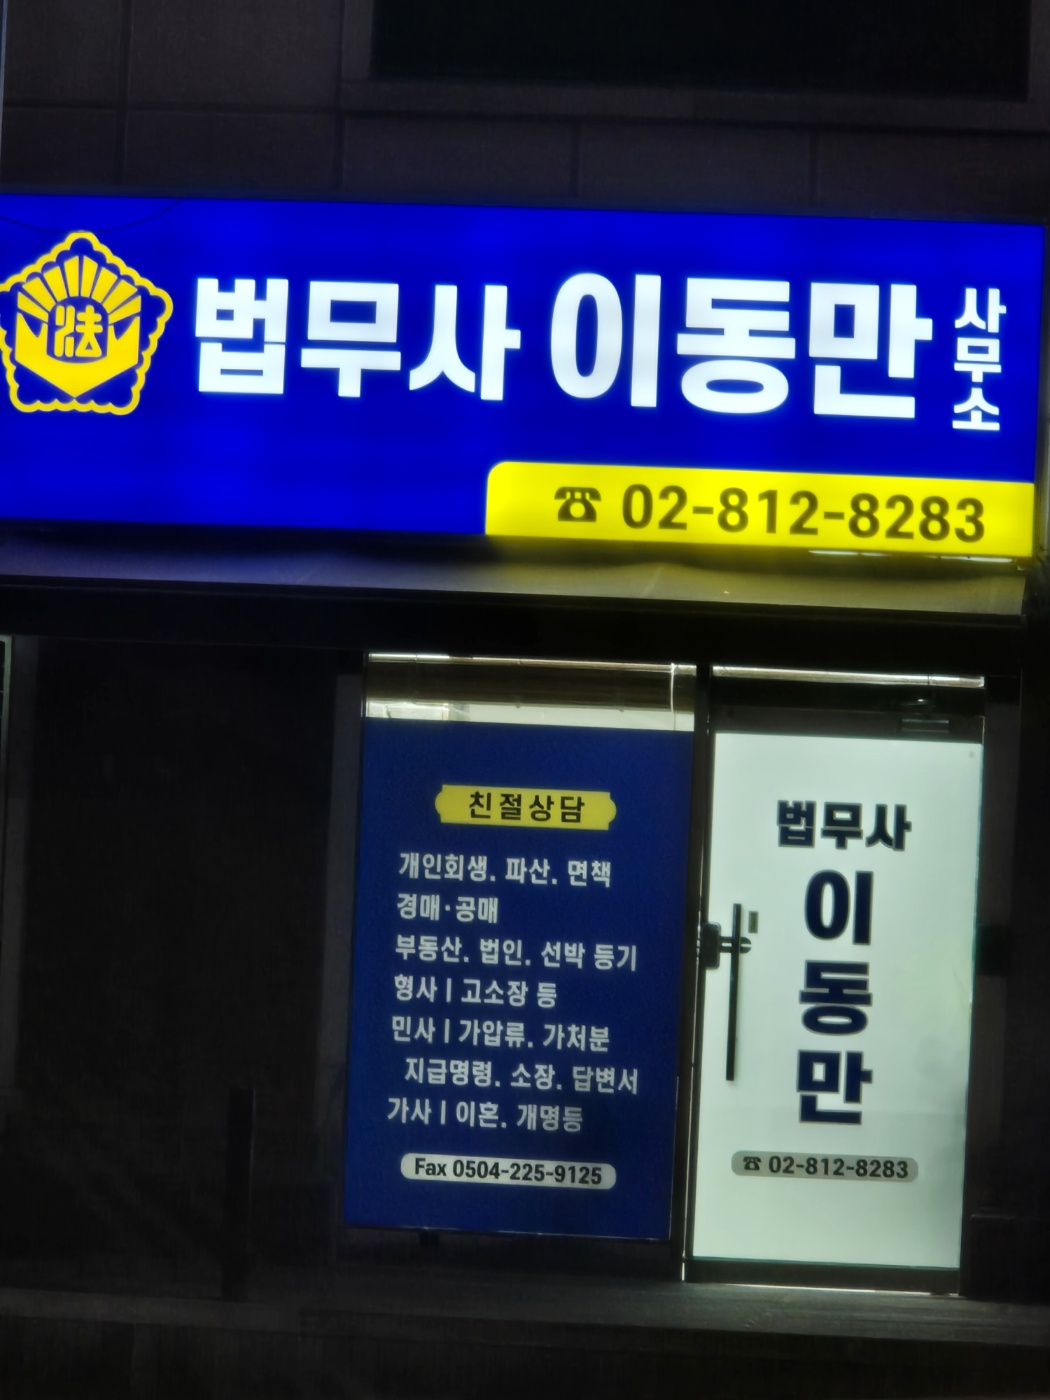 法
법무사 이동만 사무소
☎ 02-812-8283
친절상담
개인회생. 파산. 면책
경매·공매
부동산. 법인. 선박 등기
형사 | 고소장 등
민사 | 가압류. 가처분
지급명령. 소장. 답변서
가사 | 이혼. 개명등
Fax 0504-225-9125
법무사
이
동
만
☎ 02-812-8283